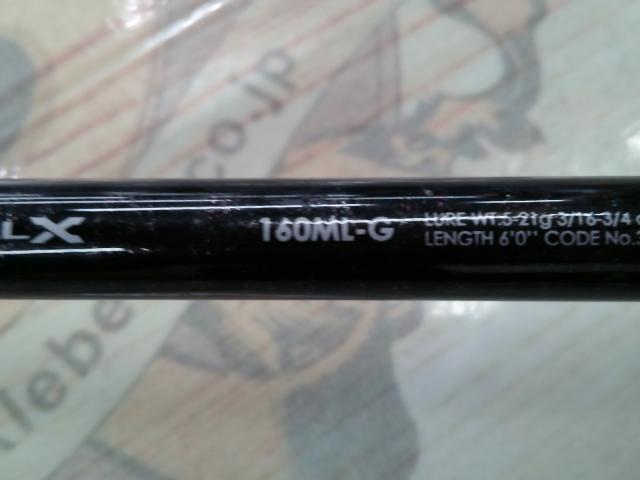 co.jp
LX
160ML-G
LURE WT.5-21g 3/16-3/4
LENGTH 6'0'' CODE No.